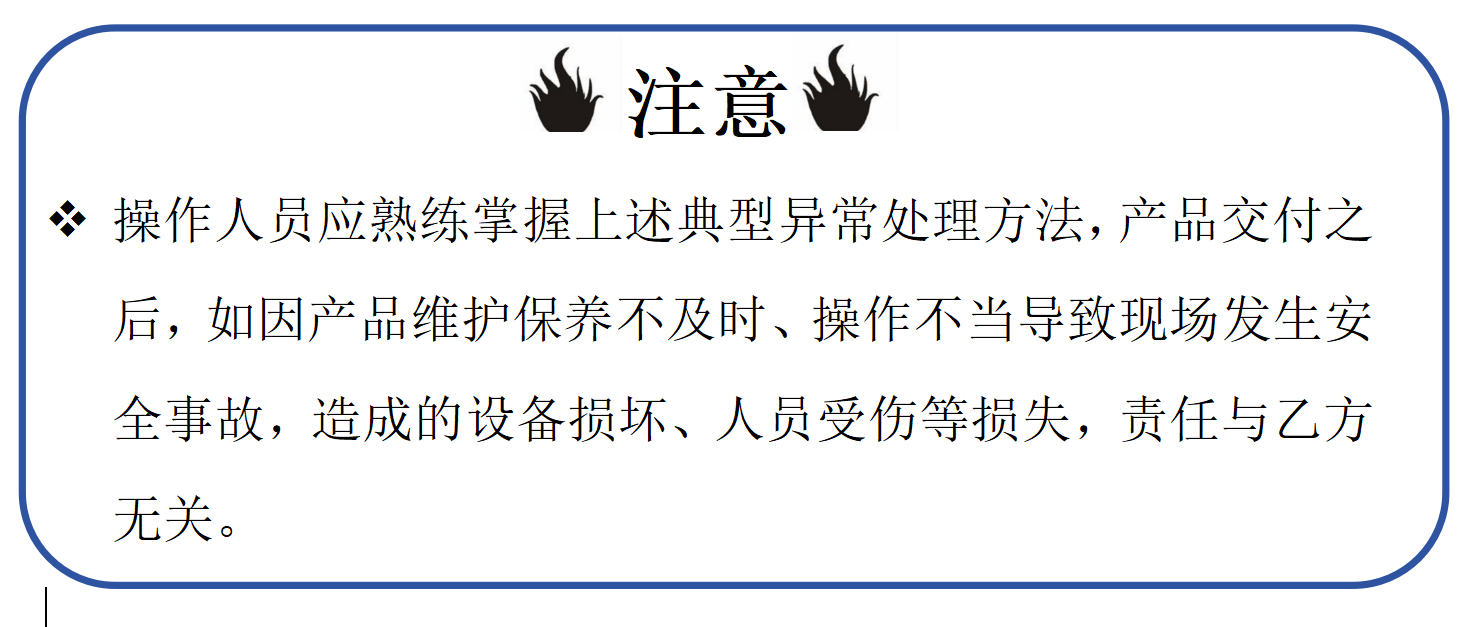 注意
❖ 操作人员应熟练掌握上述典型异常处理方法，产品交付之
后，如因产品维护保养不及时、操作不当导致现场发生安
全事故，造成的设备损坏、人员受伤等损失，责任与乙方
无关。